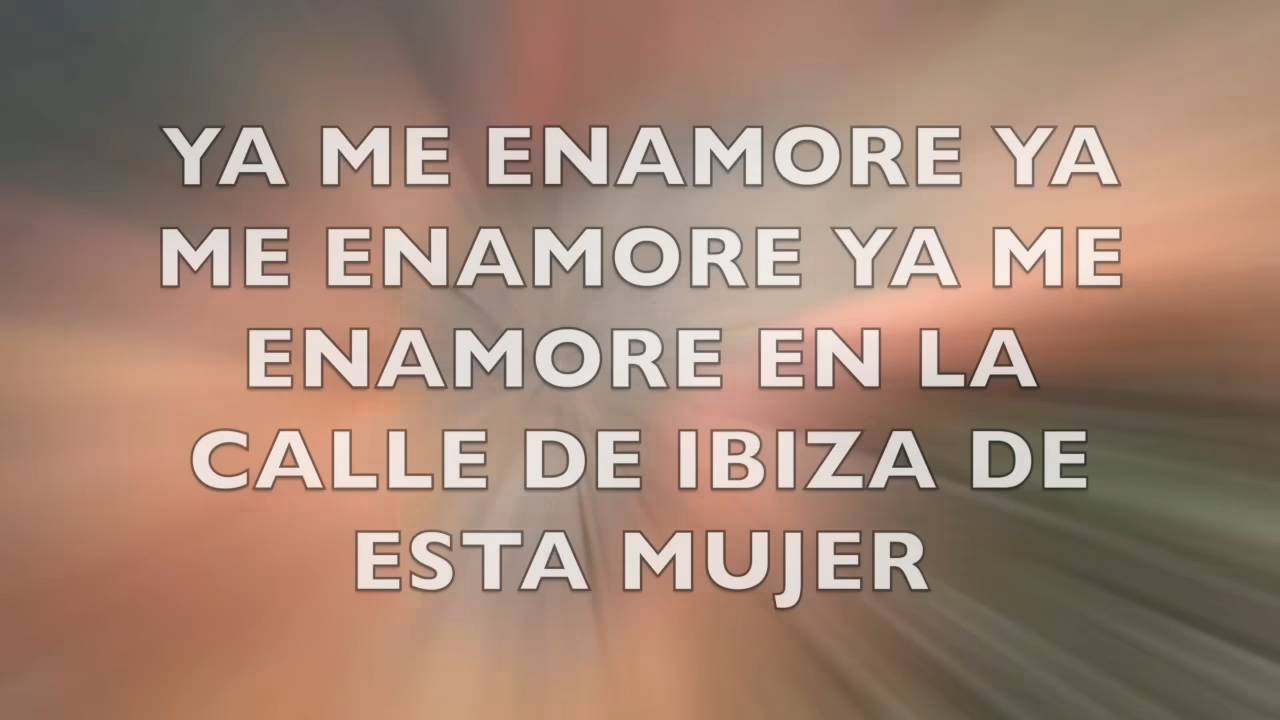 YA ME ENAMORE YA
ME ENAMORE YA ME
ENAMORE EN LA
CALLE DE IBIZA DE
ESTA MUJER